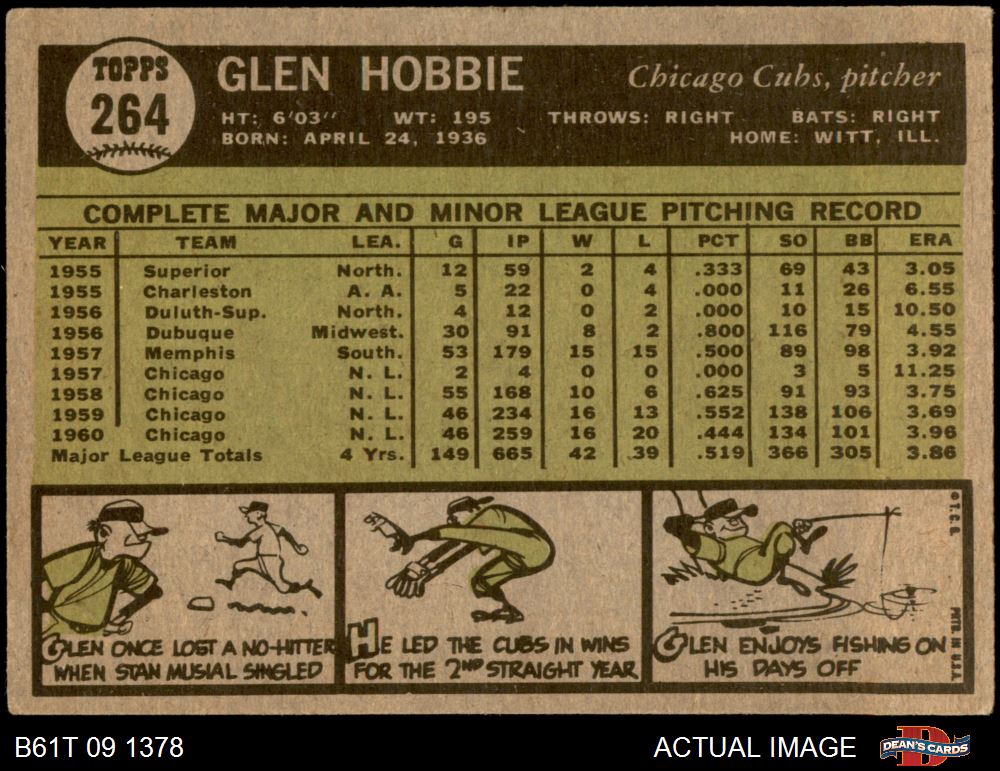 TOPPS
264
GLEN HOBBIE
Chicago Cubs, pitcher
HT: 6'03'' WT: 195 THROWS: RIGHT BATS: RIGHT
BORN: APRIL 24, 1936 HOME: WITT, ILL.
COMPLETE MAJOR AND MINOR LEAGUE PITCHING RECORD
YEAR TEAM LEA. G IP W L PCT SO BB ERA
1955 Superior North. 12 59 2 4 .333 69 43 3.05
1955 Charleston A. A. 5 22 0 4 .000 11 26 6.55
1956 Duluth-Sup. North. 4 12 0 2 .000 10 15 10.50
1956 Dubuque Midwest. 30 91 8 2 .800 116 79 4.55
1957 Memphis South. 53 179 15 15 .500 89 98 3.92
1957 Chicago N. L. 2 4 0 0 .000 3 5 11.25
1958 Chicago N. L. 55 168 10 6 .625 91 93 3.75
1959 Chicago N. L. 46 234 16 13 .552 138 106 3.69
1960 Chicago N. L. 46 259 16 20 .444 134 101 3.96
Major League Totals 4 Yrs. 149 665 42 39 .519 366 305 3.86
GLEN ONCE LOST A NO-HITTER
WHEN STAN MUSIAL SINGLED
HE LED THE CUBS IN WINS
FOR THE 2ND STRAIGHT YEAR
GLEN ENJOYS FISHING ON
HIS DAYS OFF
© T. C. G. PRTD IN U.S.A.
B61T 09 1378
ACTUAL IMAGE
DEAN'S CARDS